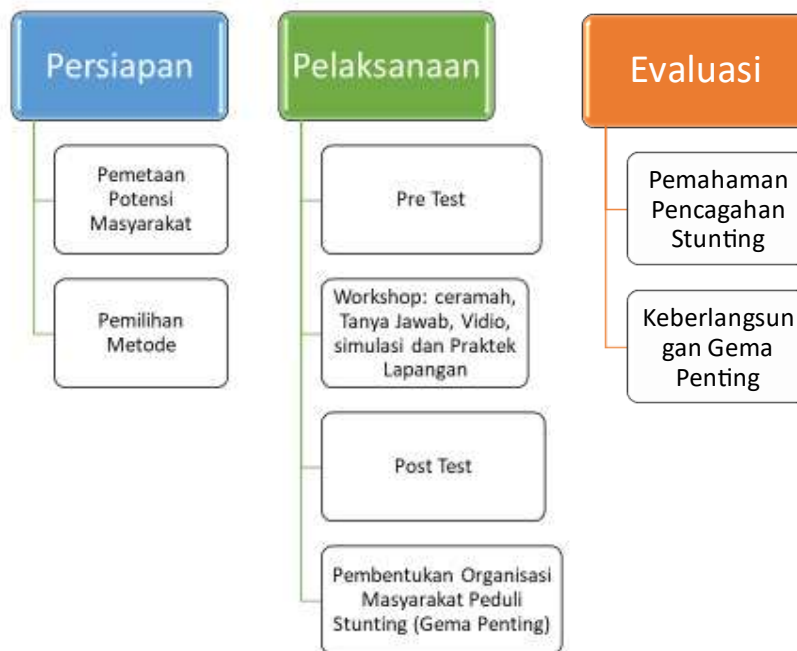 Persiapan
Pemetaan
Potensi
Masyarakat
Pemilihan
Metode
Pelaksanaan
Pre Test
Workshop: ceramah,
Tanya Jawab, Vidio,
simulasi dan Praktek
Lapangan
Post Test
Pembentukan Organisasi
Masyarakat Peduli
Stunting (Gema Penting)
Evaluasi
Pemahaman
Pencagahan
Stunting
Keberlangsun
gan Gema
Penting